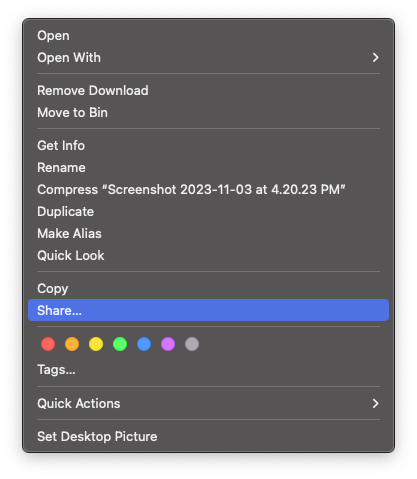 Open
Open With
Remove Download
Move to Bin
Get Info
Rename
Compress “Screenshot 2023-11-03 at 4.20.23 PM”
Duplicate
Make Alias
Quick Look
Copy
Share...
Tags...
Quick Actions
Set Desktop Picture